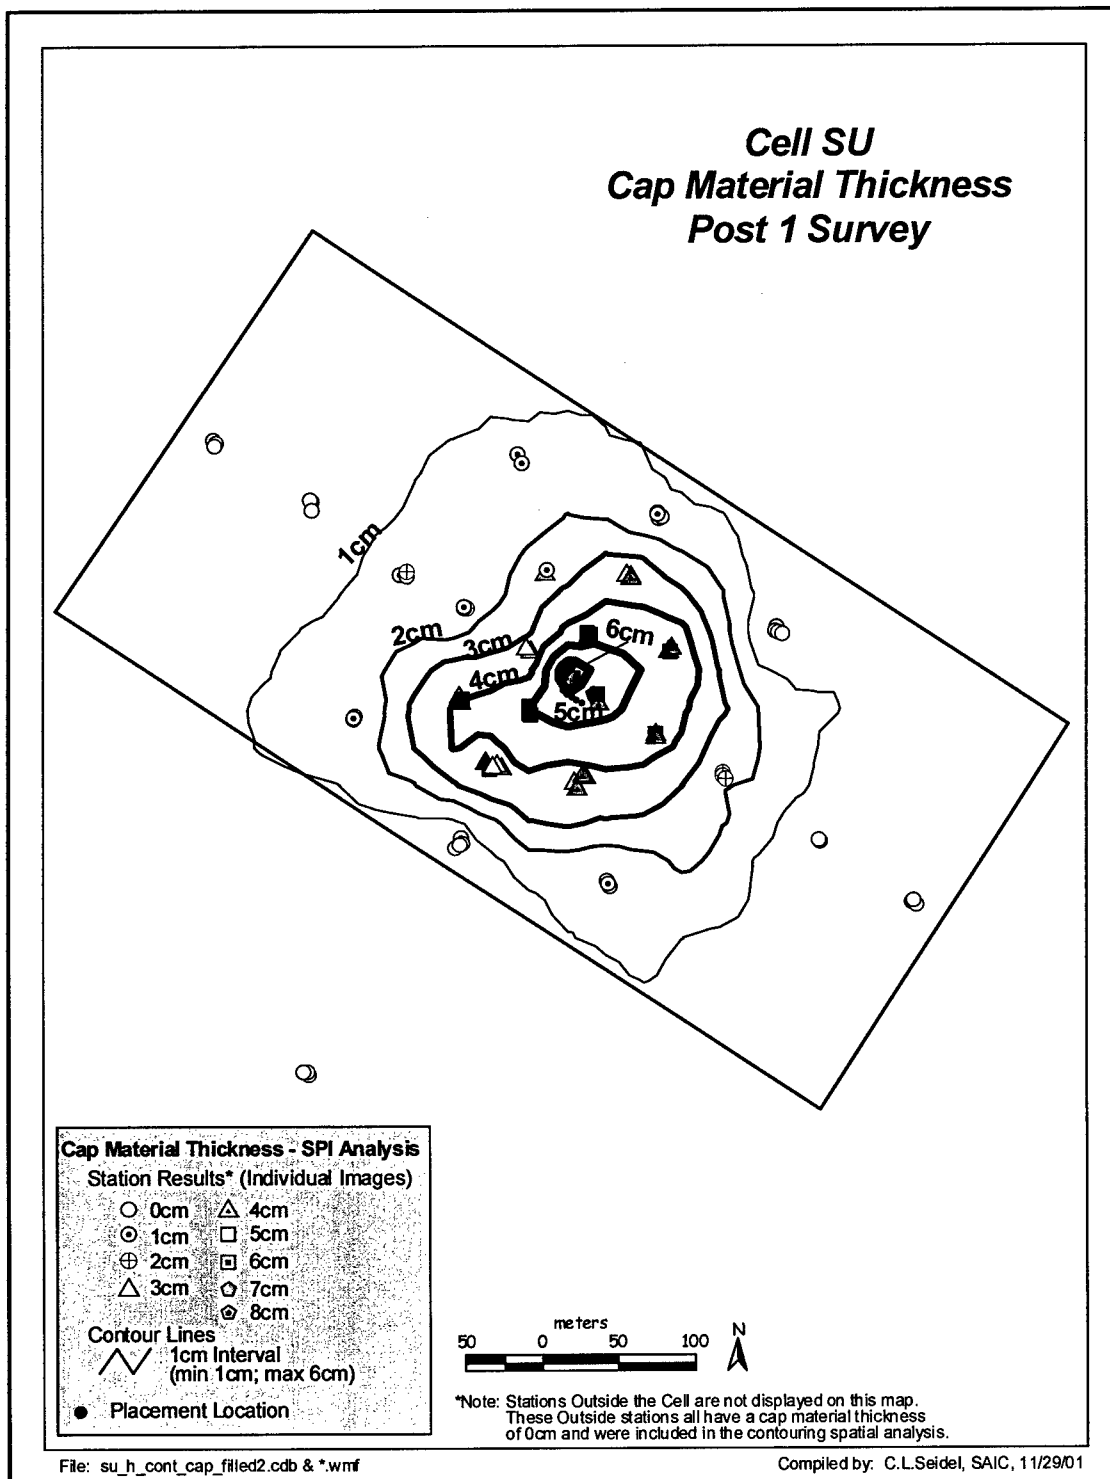 Cell SU
Cap Material Thickness
Post 1 Survey
1cm
2cm
3cm
4cm
6cm
5cm
Cap Material Thickness - SPI Analysis
Station Results* (Individual Images)
0cm 4cm
1cm 5cm
2cm 6cm
3cm 7cm
8cm
Contour Lines
1cm Interval
(min 1cm; max 6cm)
Placement Location
meters
50 0 50 100
N
*Note: Stations Outside the Cell are not displayed on this map.
These Outside stations all have a cap material thickness
of 0cm and were included in the contouring spatial analysis.
File: su_h_cont_cap_filled2.cdb & *.wmf
Compiled by: C.L.Seidel, SAIC, 11/29/01